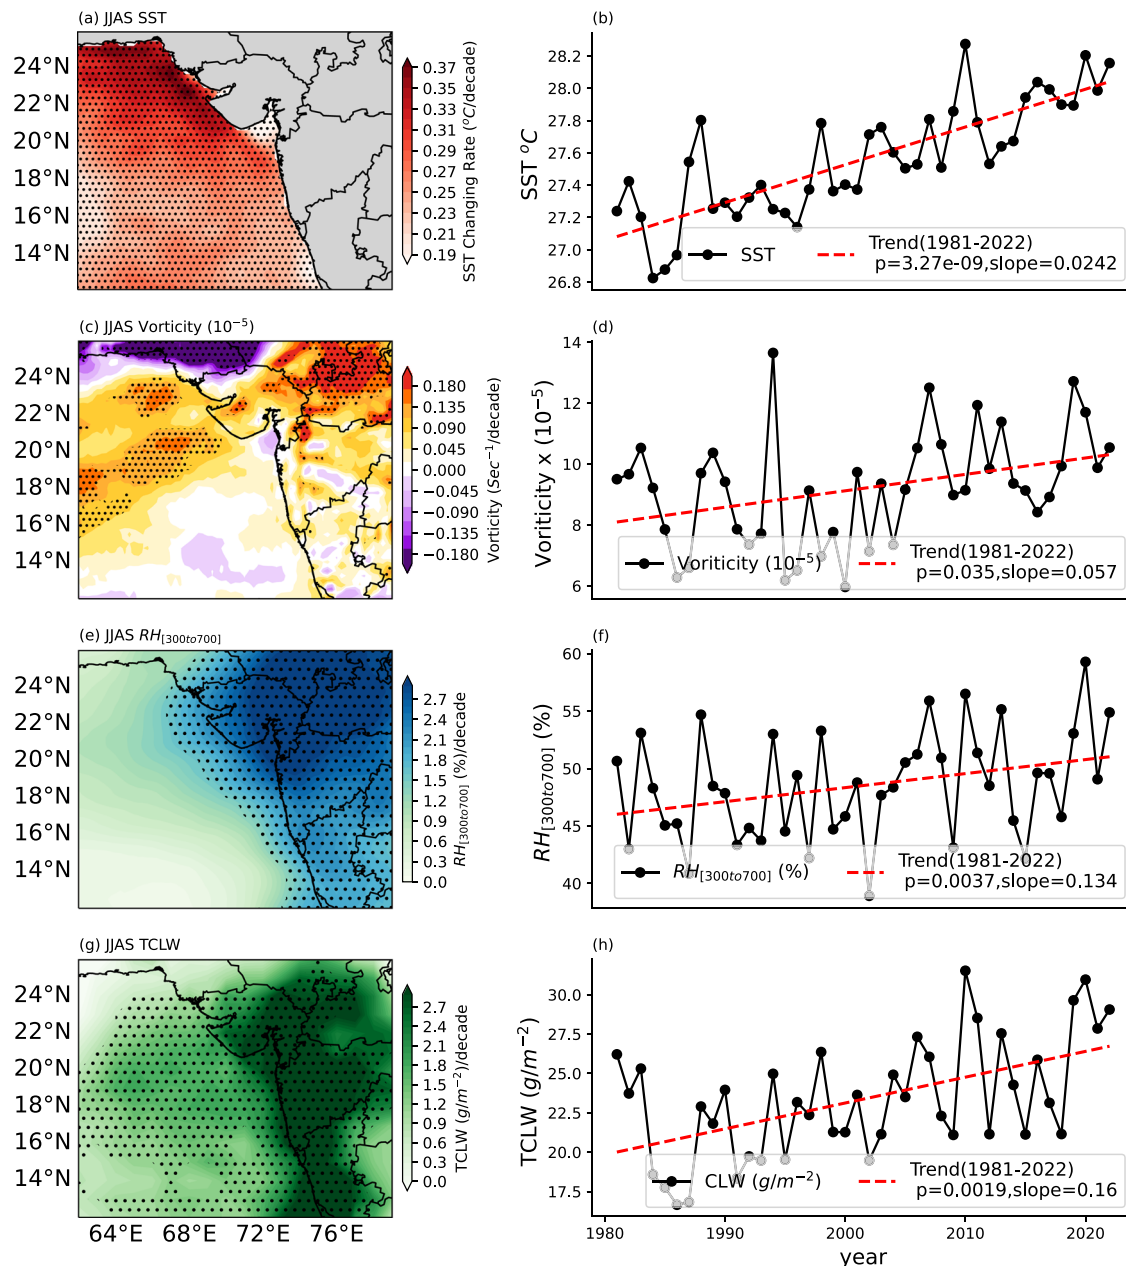 (a) JJAS SST
24°N
22°N
20°N
18°N
16°N
14°N
0.37
0.35
0.33
0.31
0.29
0.27
0.25
0.23
0.21
0.19
SST Changing Rate (°C/decade)
(b)
28.2
28.0
27.8
27.6
27.4
27.2
27.0
26.8
SST °C
SST
Trend(1981-2022)
p=3.27e-09,slope=0.0242
(c) JJAS Vorticity (10⁻⁵)
24°N
22°N
20°N
18°N
16°N
14°N
0.180
0.135
0.090
0.045
0.000
−0.045
−0.090
−0.135
−0.180
Vorticity (Sec⁻¹/decade)
(d)
14
12
10
8
6
Voriticity x (10⁻⁵)
Voriticity (10⁻⁵)
Trend(1981-2022)
p=0.035,slope=0.057
(e) JJAS RH[300to700]
24°N
22°N
20°N
18°N
16°N
14°N
2.7
2.4
2.1
1.8
1.5
1.2
0.9
0.6
0.3
0.0
RH[300to700] (%)/decade
(f)
60
55
50
45
40
RH[300to700] (%)
RH[300to700] (%)
Trend(1981-2022)
p=0.0037,slope=0.134
(g) JJAS TCLW
24°N
22°N
20°N
18°N
16°N
14°N
64°E 68°E 72°E 76°E
2.7
2.4
2.1
1.8
1.5
1.2
0.9
0.6
0.3
0.0
TCLW (g/m⁻²)/decade
(h)
30.0
27.5
25.0
22.5
20.0
17.5
TCLW (g/m⁻²)
CLW (g/m⁻²)
Trend(1981-2022)
p=0.0019,slope=0.16
1980 1990 2000 2010 2020
year